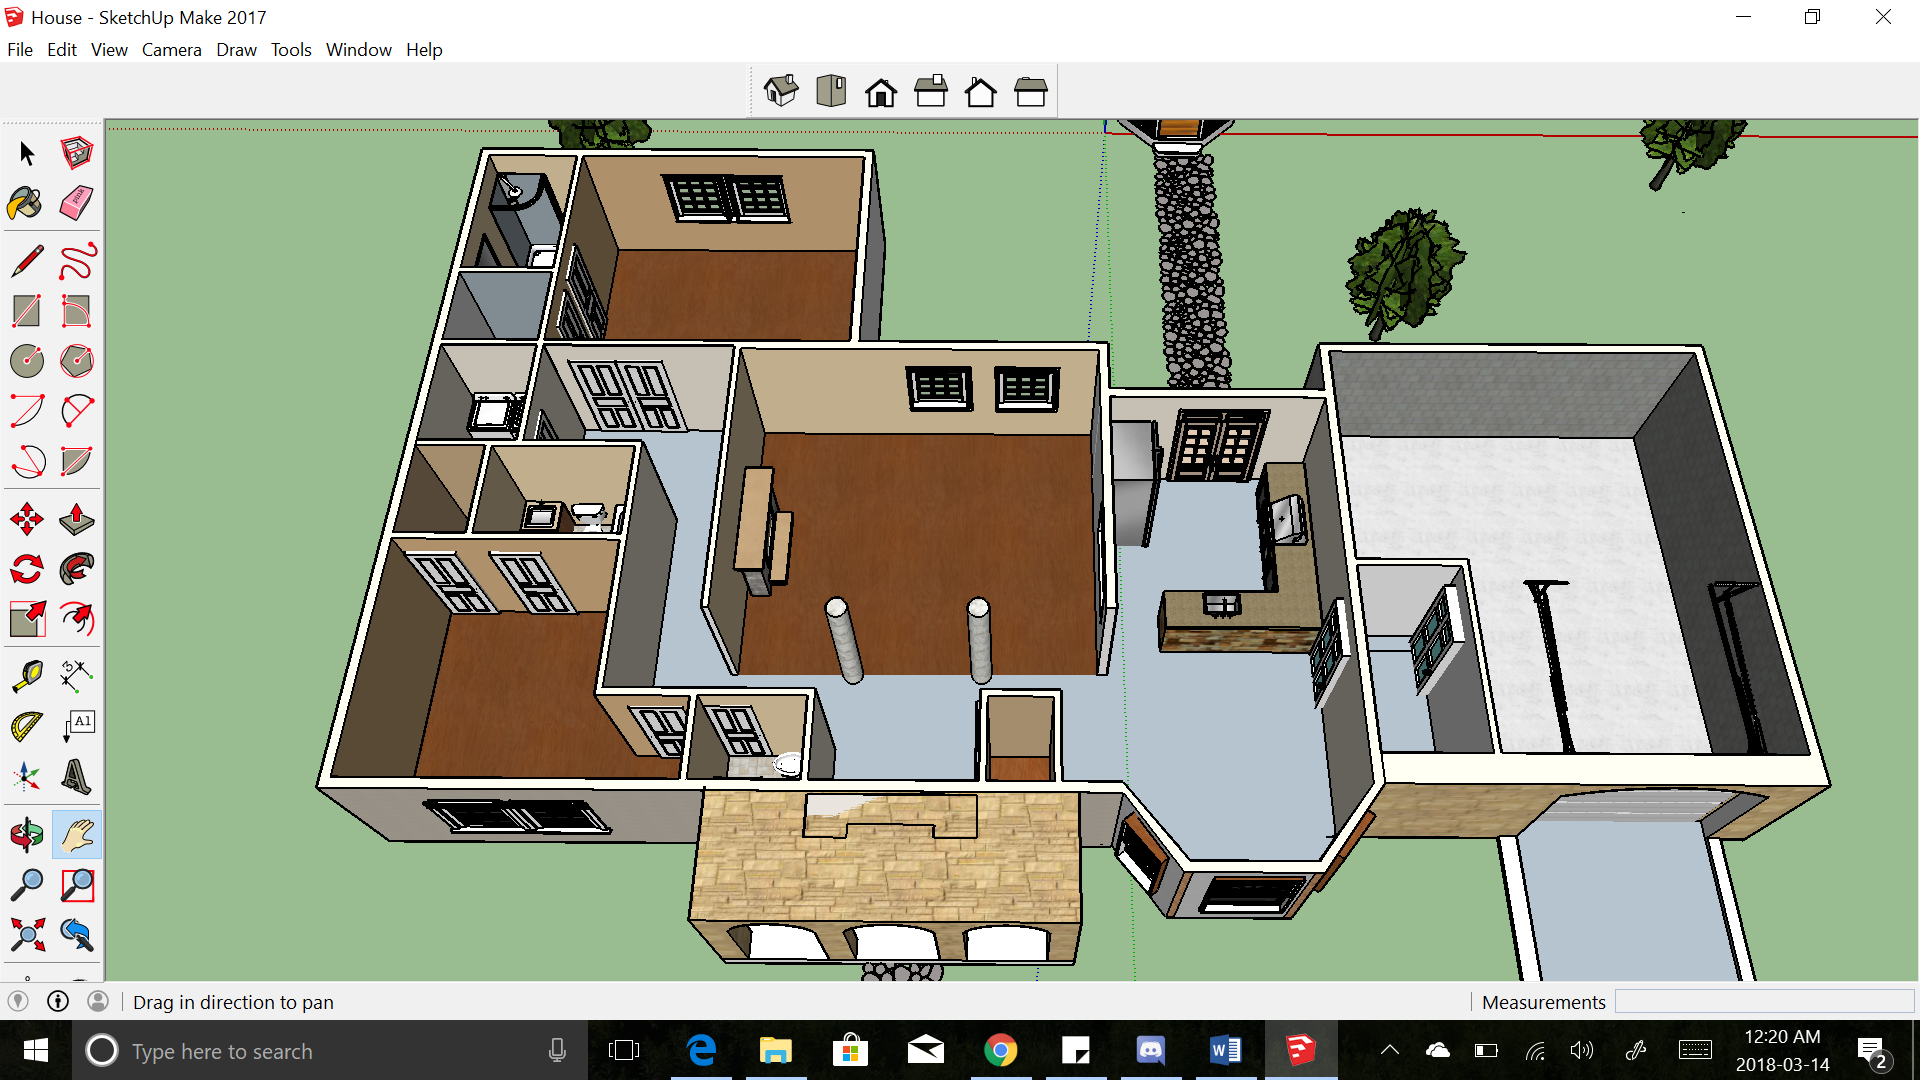 House - SketchUp Make 2017
File Edit View Camera Draw Tools Window Help
A1
Drag in direction to pan
Measurements
Type here to search
12:20 AM
2018-03-14
2